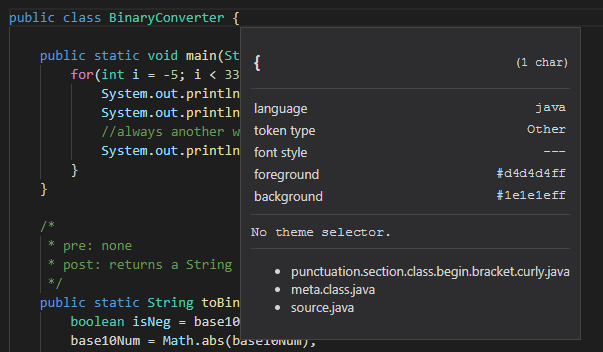 public class BinaryConverter {
public static void main(St
for(int i = -5; i < 33
System.out.println
System.out.println
//always another w
System.out.println
}
}
/*
* pre: none
* post: returns a String
*/
public static String toBin
boolean isNeg = base10
base10Num = Math.abs(base10Num);
{ (1 char)
language java
token type Other
font style ---
foreground #d4d4d4ff
background #1e1e1eff
No theme selector.
• punctuation.section.class.begin.bracket.curly.java
• meta.class.java
• source.java